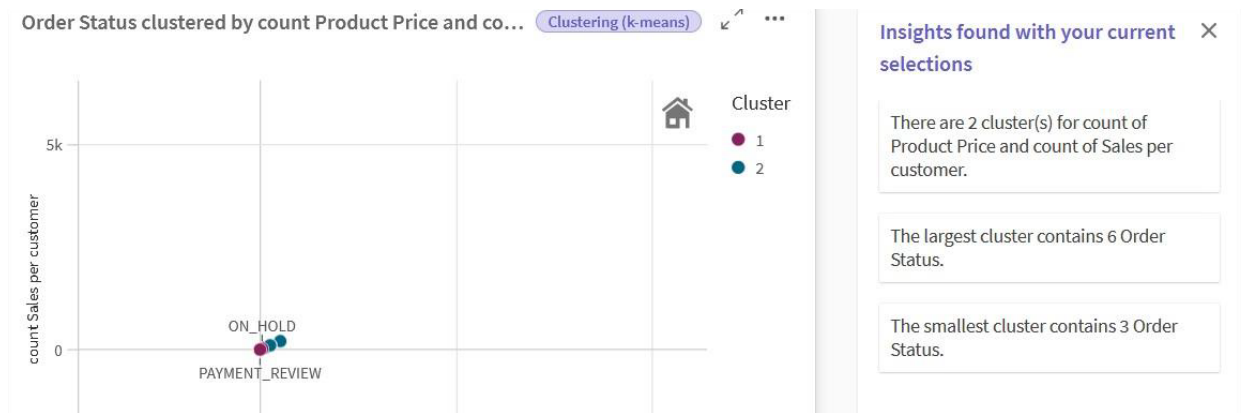 Order Status clustered by count Product Price and co... Clustering (k-means)
Insights found with your current
selections
Cluster
1
2
5k
count Sales per customer
ON_HOLD
0
PAYMENT_REVIEW
There are 2 cluster(s) for count of
Product Price and count of Sales per
customer.
The largest cluster contains 6 Order
Status.
The smallest cluster contains 3 Order
Status.